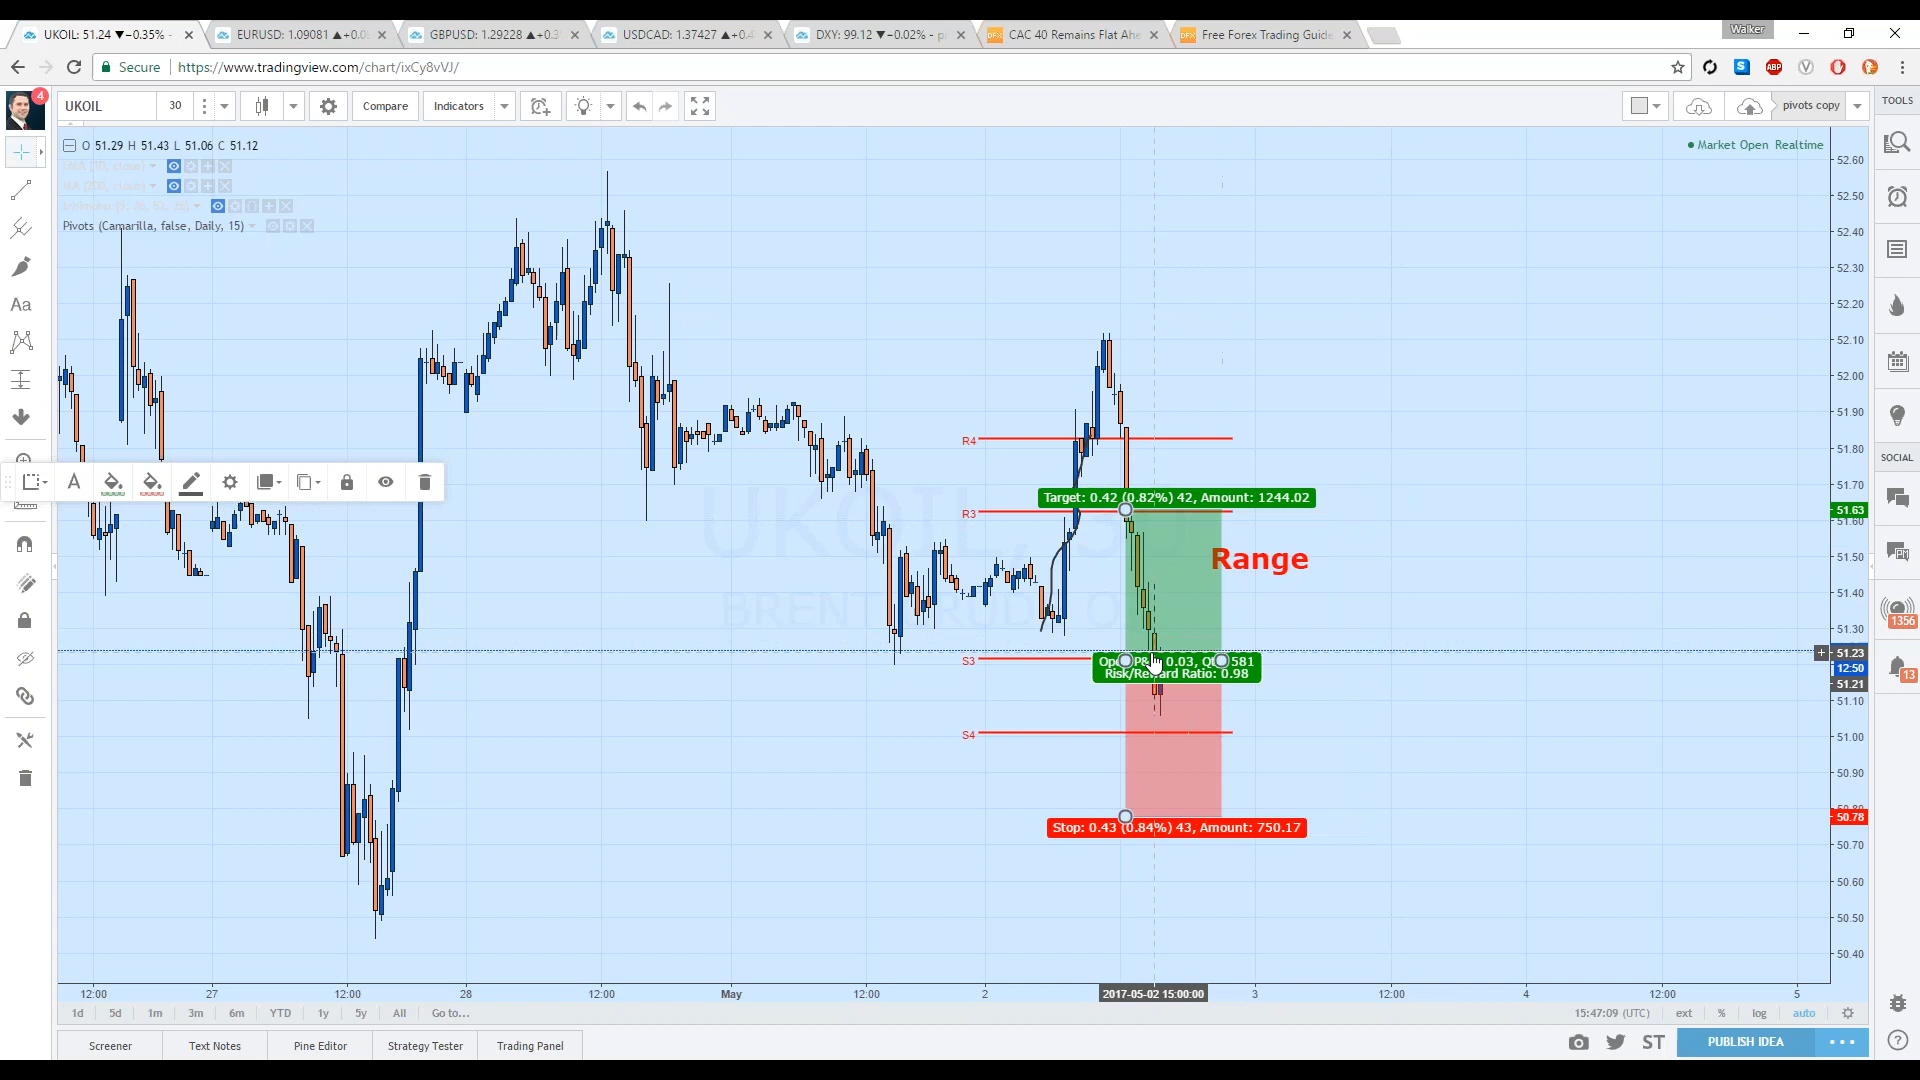 UKOIL: 51.24 ▼−0.35% -
EURUSD: 1.09081 ▲+0.0
GBPUSD: 1.29228 ▲+0.3
USDCAD: 1.37427 ▲+0.4
DXY: 99.12 ▼−0.02% - p
CAC 40 Remains Flat Ahe
Free Forex Trading Guide
Walker
Secure
https://www.tradingview.com/chart/ixCy8vVJ/
4
UKOIL
30
Compare
Indicators
pivots copy
TOOLS
O 51.29 H 51.43 L 51.06 C 51.12
Market Open Realtime
Pivots (Camarilla, false, Daily, 15)
UKOIL, 30
R4
Target: 0.42 (0.82%) 42, Amount: 1244.02
R3
Range
S3
581
Risk/Reward Ratio: 0.98
S4
Stop: 0.43 (0.84%) 43, Amount: 750.17
52.60
52.50
52.40
52.30
52.20
52.10
52.00
51.90
51.80
51.70
51.63
51.60
51.50
51.40
51.30
51.23
12:50
51.21
51.10
51.00
50.90
50.80
50.78
50.70
50.60
50.50
50.40
SOCIAL
1356
13
12:00
27
12:00
28
12:00
May
12:00
2
2017-05-02 15:00:00
3
12:00
4
12:00
5
1d
5d
1m
3m
6m
YTD
1y
5y
All
Go to...
15:47:09 (UTC)
ext
%
log
auto
Screener
Text Notes
Pine Editor
Strategy Tester
Trading Panel
ST
PUBLISH IDEA